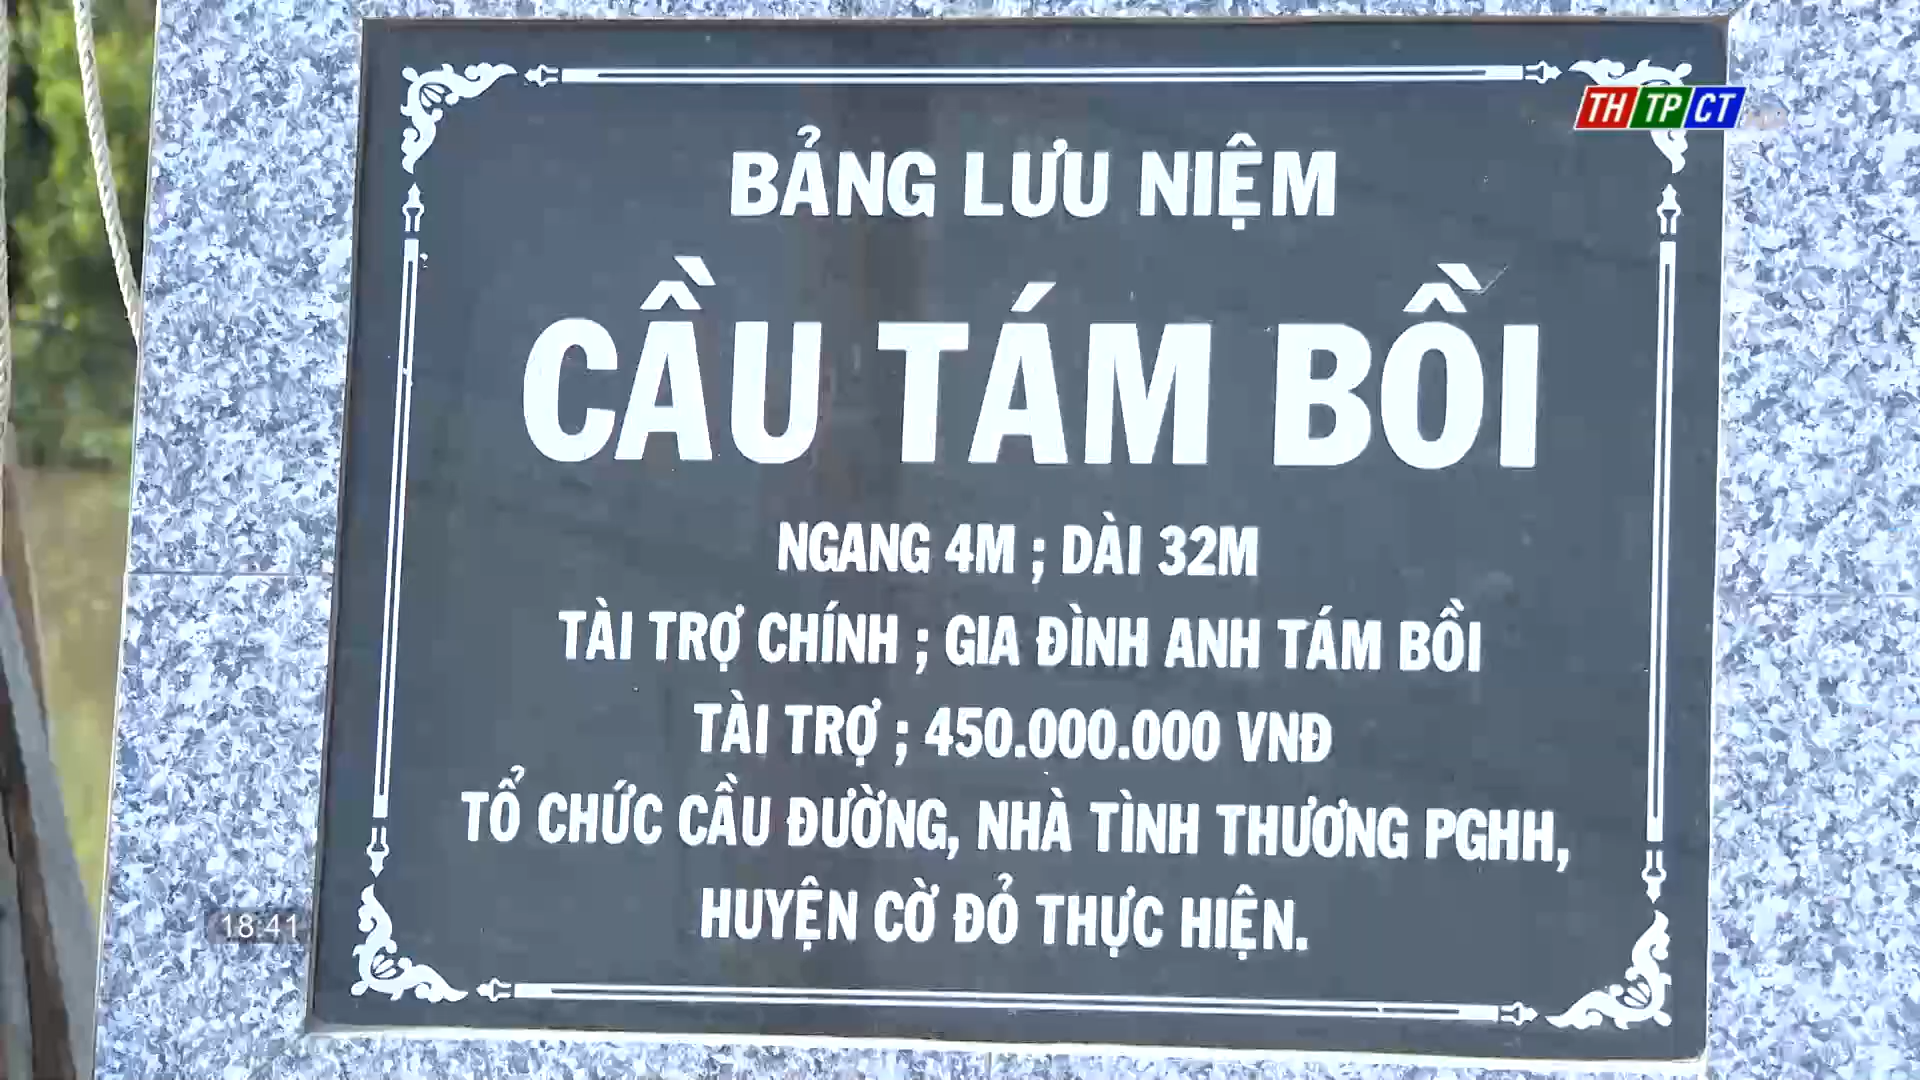 THTPCT
BẢNG LƯU NIỆM
CẦU TÁM BỒI
NGANG 4M ; DÀI 32M
TÀI TRỢ CHÍNH ; GIA ĐÌNH ANH TÁM BỒI
TÀI TRỢ ; 450.000.000 VNĐ
TỔ CHỨC CẦU ĐƯỜNG, NHÀ TÌNH THƯƠNG PGHH,
HUYỆN CỜ ĐỎ THỰC HIỆN.
18:41